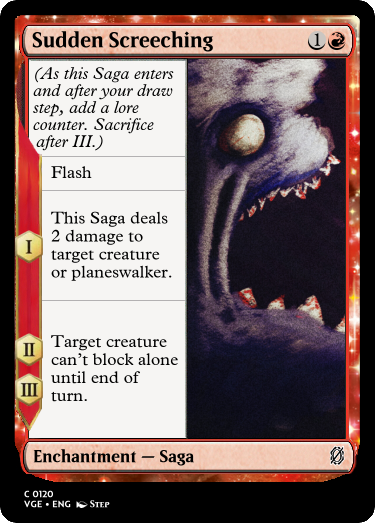 Sudden Screeching 1
(As this Saga enters
and after your draw
step, add a lore
counter. Sacrifice
after III.)
Flash
I
This Saga deals
2 damage to
target creature
or planeswalker.
II
III
Target creature
can't block alone
until end of
turn.
Enchantment — Saga
C 0120
VGE • ENG STEP